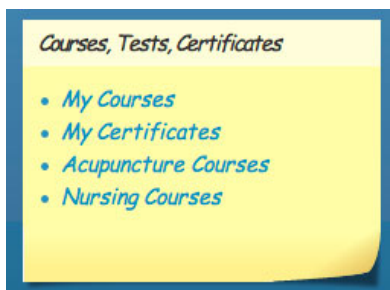 Courses, Tests, Certificates
My Courses
My Certificates
Acupuncture Courses
Nursing Courses